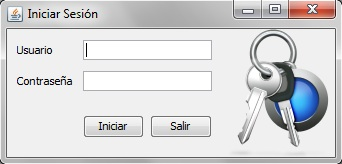 Iniciar Sesión
Usuario
Contraseña
Iniciar
Salir